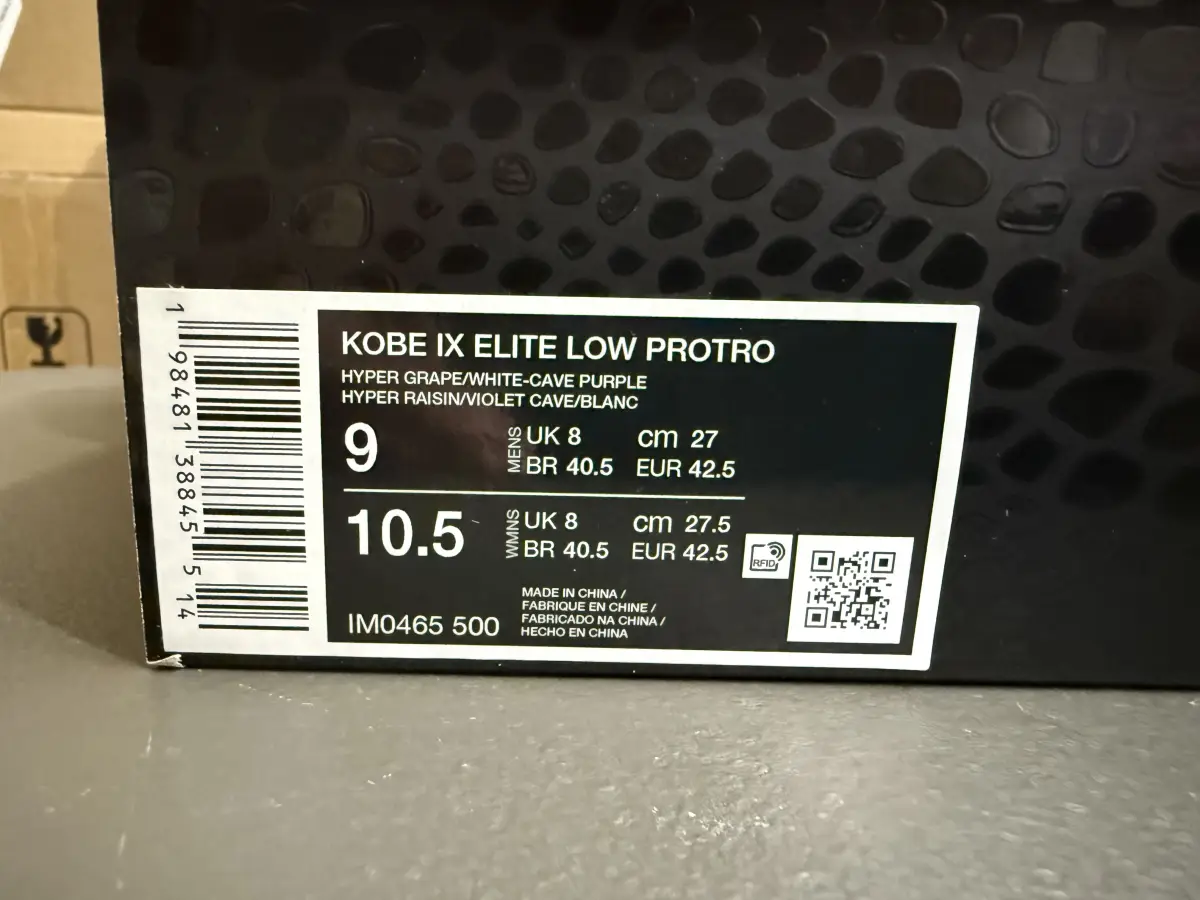 KOBE IX ELITE LOW PROTRO
HYPER GRAPE/WHITE-CAVE PURPLE
HYPER RAISIN/VIOLET CAVE/BLANC
9 MENS UK 8 cm 27
BR 40.5 EUR 42.5
10.5 WMNS UK 8 cm 27.5
BR 40.5 EUR 42.5
RFID
MADE IN CHINA /
FABRIQUE EN CHINE /
FABRICADO NA CHINA /
HECHO EN CHINA
IM0465 500
1 98481 38845 5 14